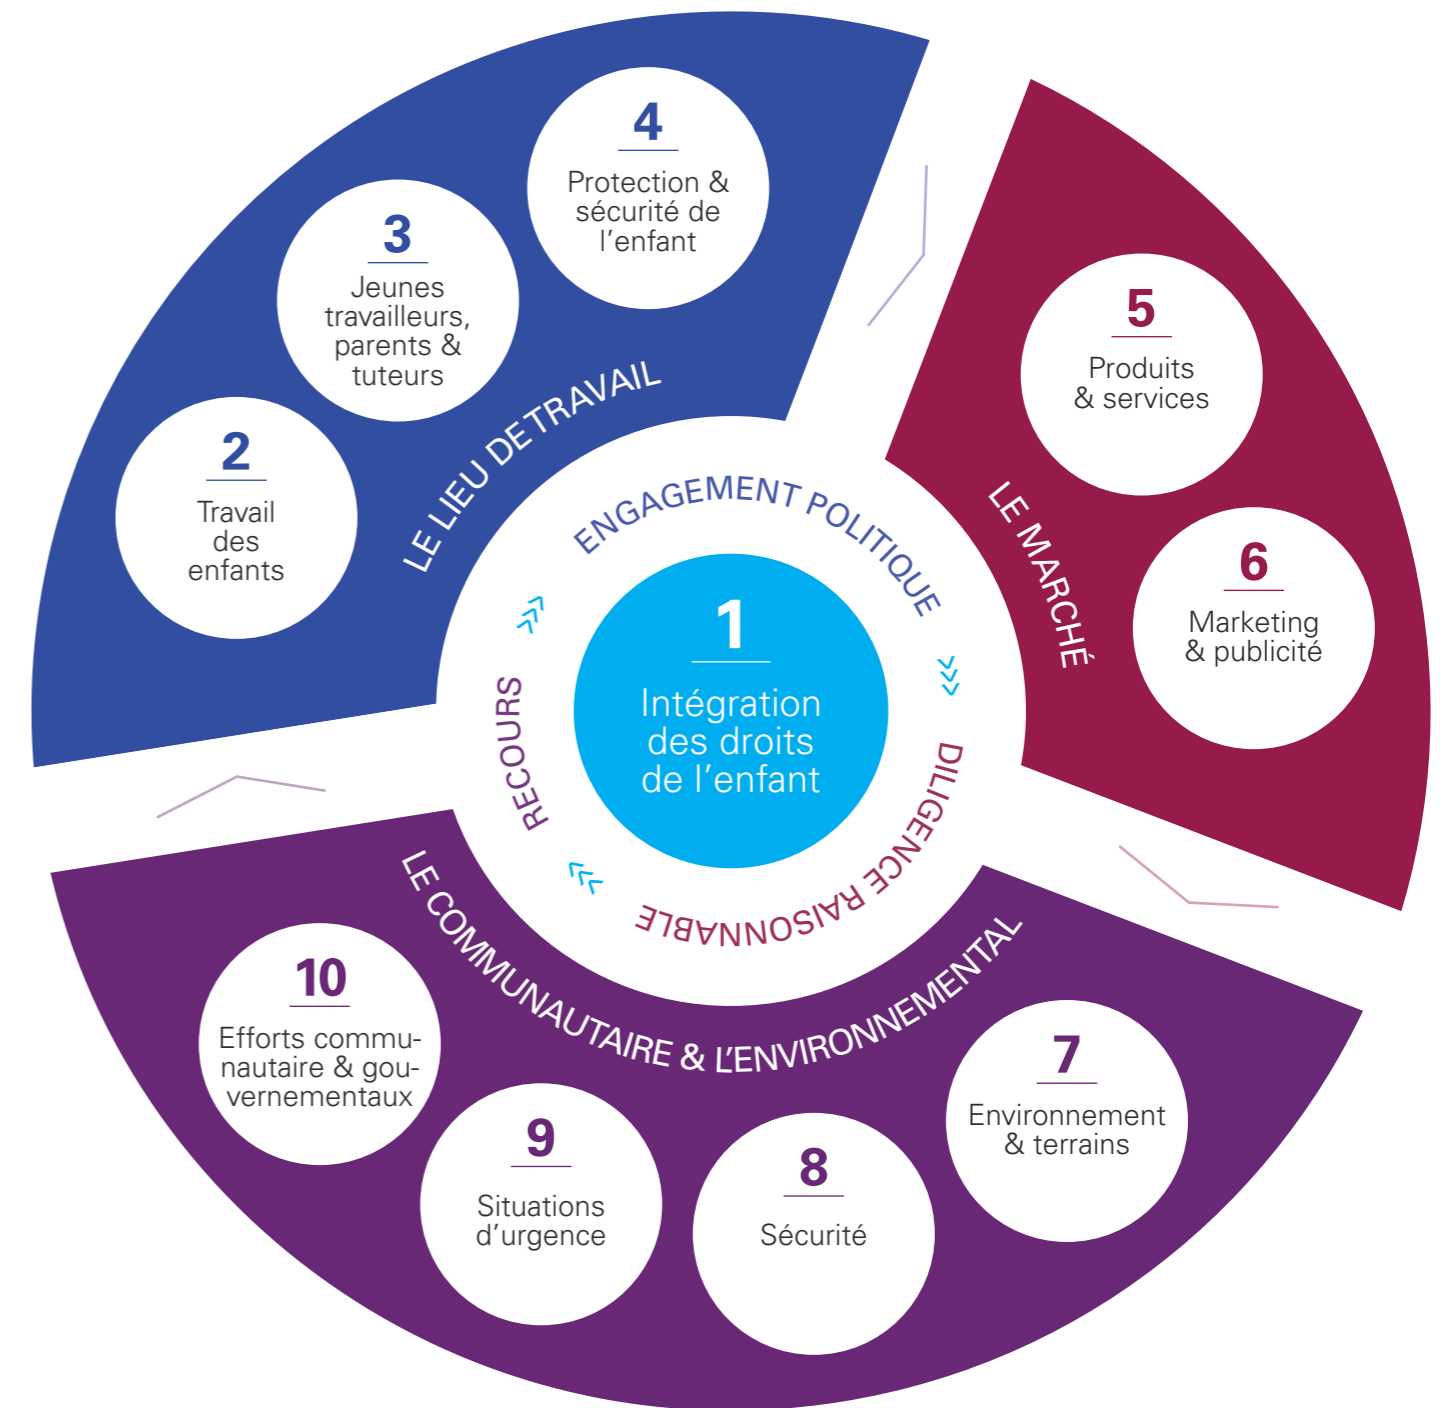 1
Intégration
des droits
de l'enfant
ENGAGEMENT POLITIQUE
DILIGENCE RAISONNABLE
RECOURS
LE LIEU DE TRAVAIL
2
Travail
des
enfants
3
Jeunes
travailleurs,
parents &
tuteurs
4
Protection &
sécurité de
l'enfant
LE MARCHÉ
5
Produits
& services
6
Marketing
& publicité
LE COMMUNAUTAIRE & L'ENVIRONNEMENTAL
7
Environnement
& terrains
8
Sécurité
9
Situations
d'urgence
10
Efforts commu-
nautaire & gou-
vernementaux